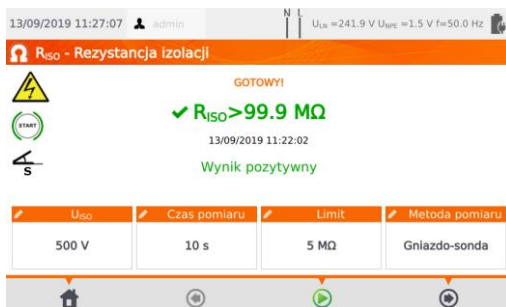 13/09/2019 11:27:07 admin N L U_LN =241.9 V U_NPE =1.5 V f=50.0 Hz
R_ISO - Rezystancja izolacji
GOTOWY!
✔ R_ISO>99.9 MΩ
START
13/09/2019 11:22:02
S
Wynik pozytywny
U_ISO Czas pomiaru Limit Metoda pomiaru
500 V 10 s 5 MΩ Gniazdo-sonda